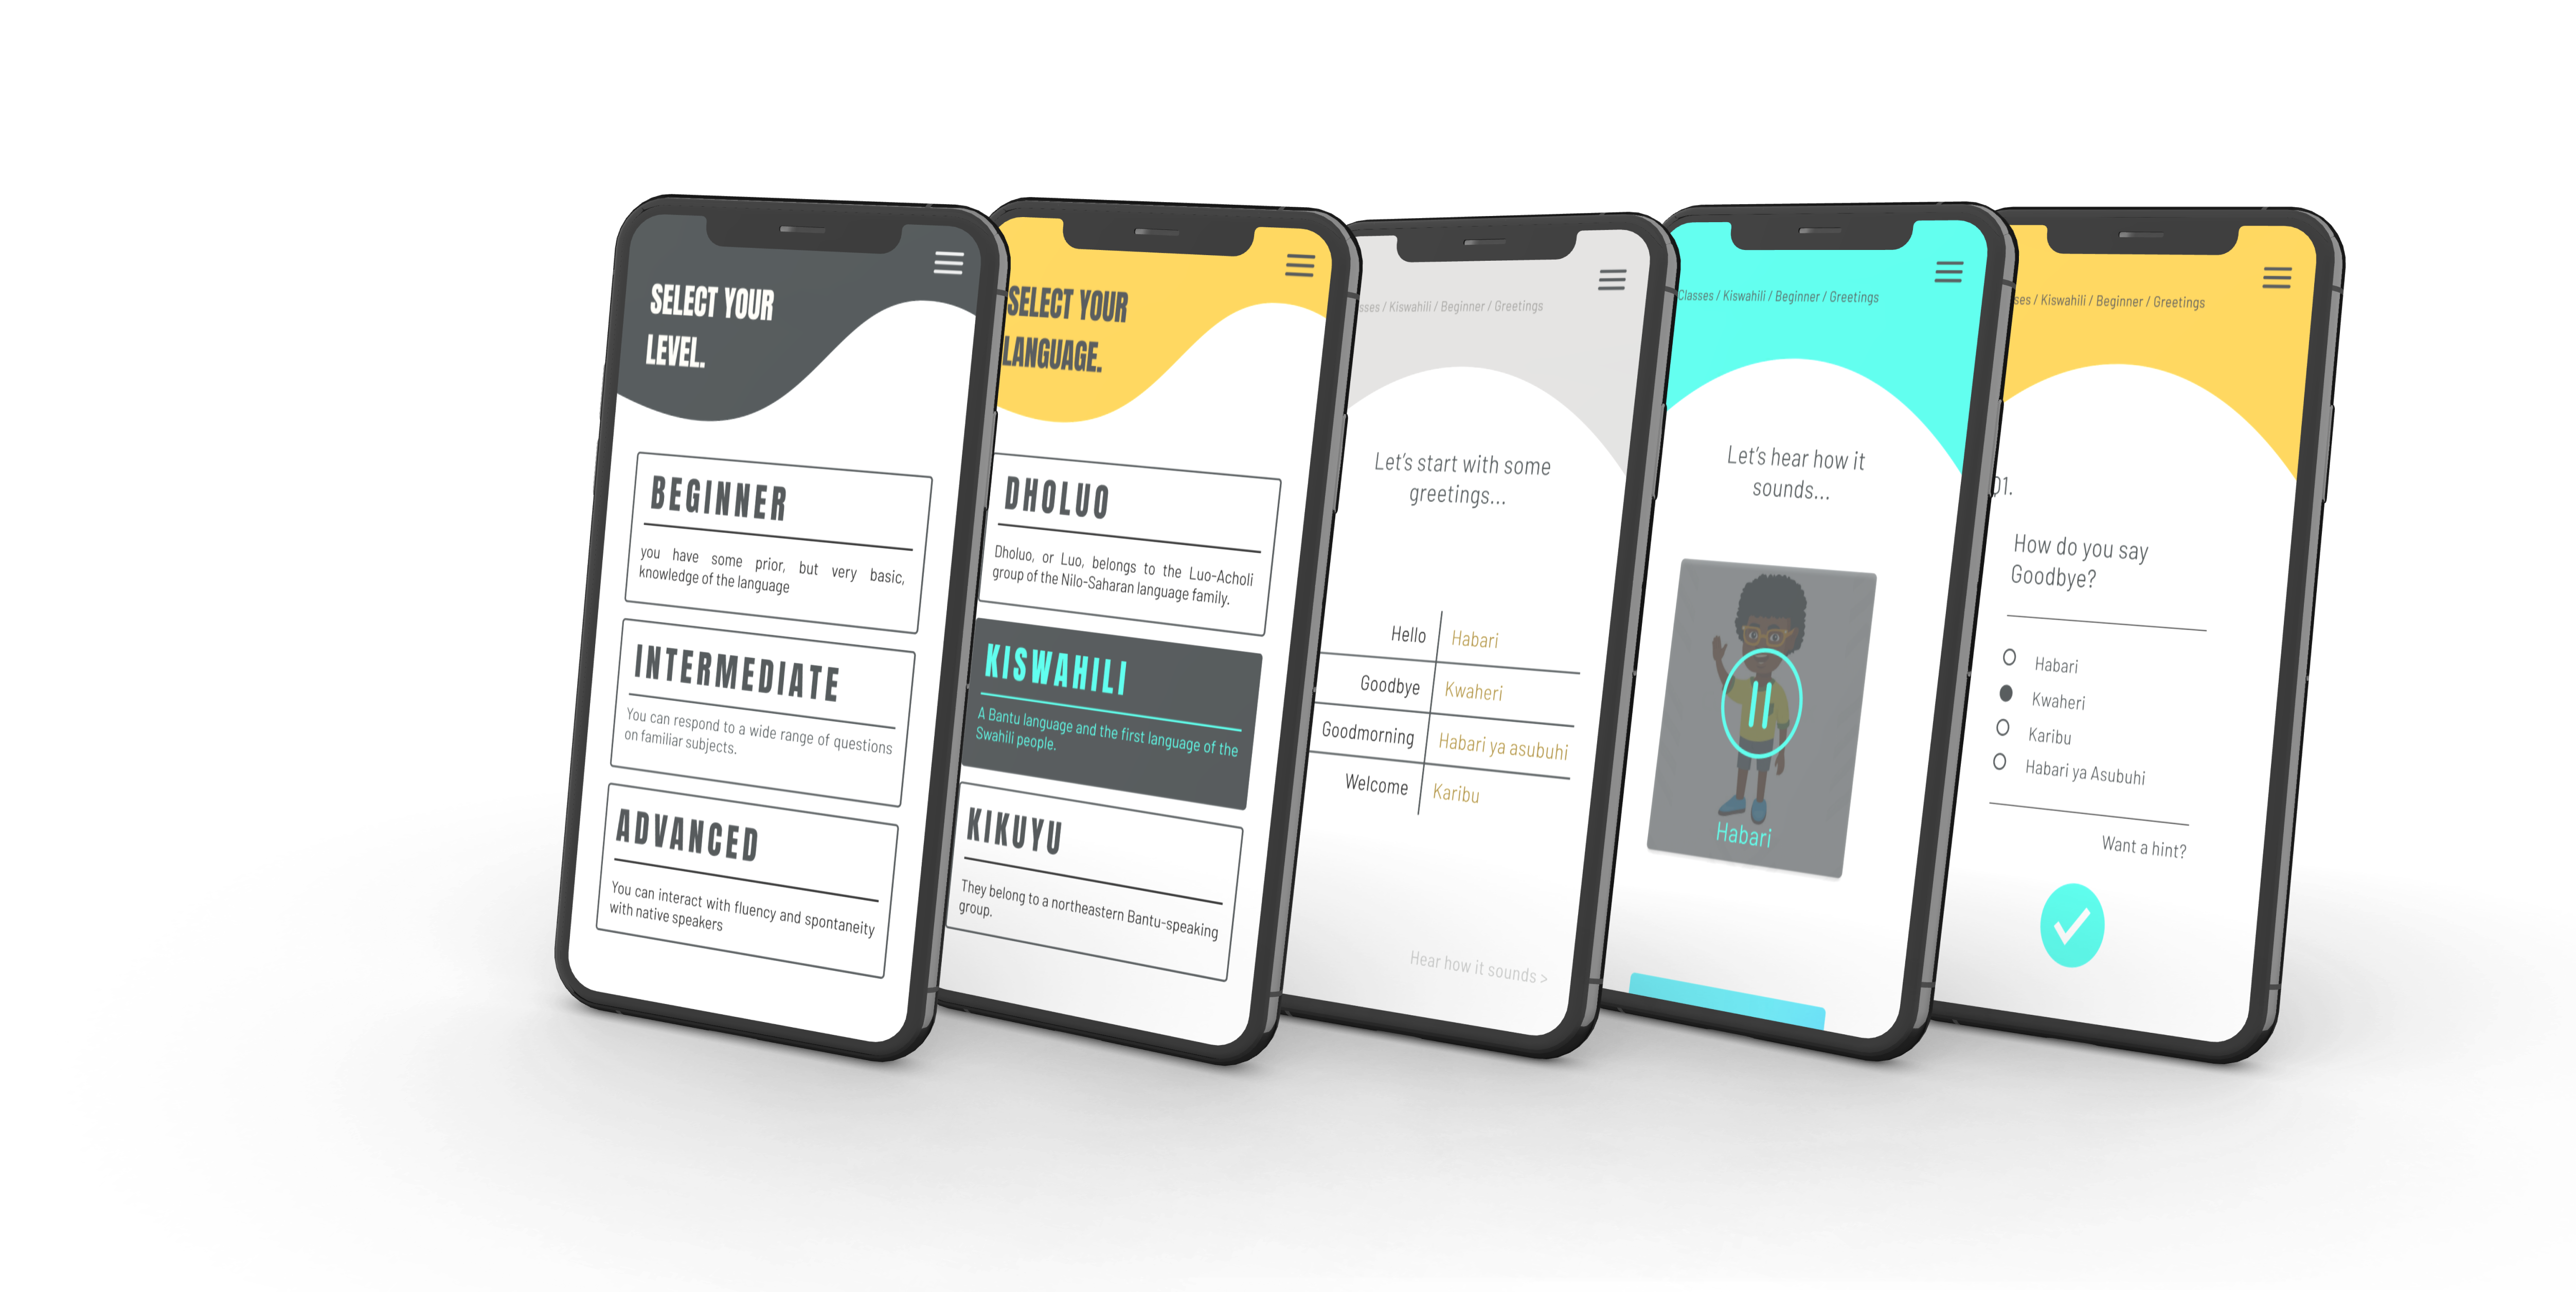 SELECT YOUR
LEVEL.
BEGINNER
you have some prior, but very basic,
knowledge of the language
INTERMEDIATE
You can respond to a wide range of questions
on familiar subjects.
ADVANCED
You can interact with fluency and spontaneity
with native speakers
SELECT YOUR
LANGUAGE.
DHOLUO
Dholuo, or Luo, belongs to the Luo-Acholi
group of the Nilo-Saharan language family.
KISWAHILI
A Bantu language and the first language of the
Swahili people.
KIKUYU
They belong to a northeastern Bantu-speaking
group.
sses / Kiswahili / Beginner / Greetings
Let's start with some
greetings...
Hello Habari
Goodbye Kwaheri
Goodmorning Habari ya asubuhi
Welcome Karibu
Hear how it sounds >
Classes / Kiswahili / Beginner / Greetings
Let's hear how it
sounds...
Habari
ses / Kiswahili / Beginner / Greetings
Q1.
How do you say
Goodbye?
Habari
Kwaheri
Karibu
Habari ya Asubuhi
Want a hint?